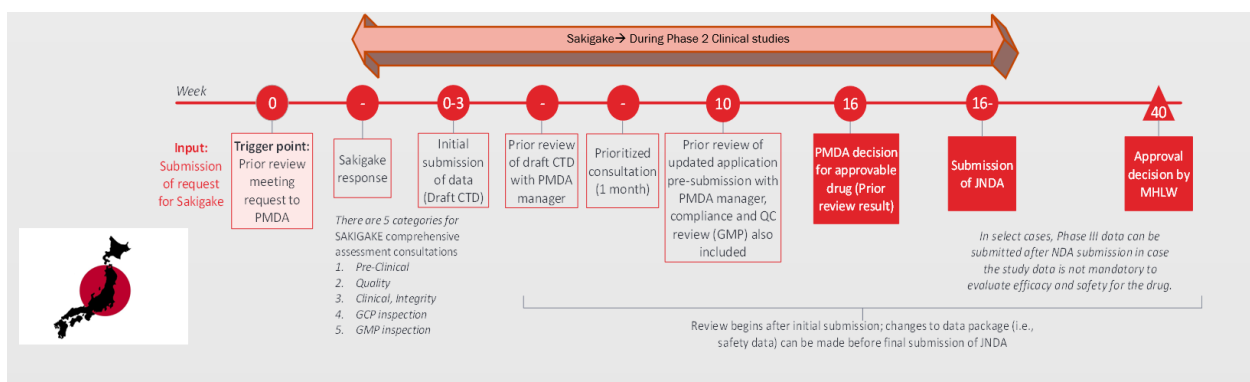 Sakigake→ During Phase 2 Clinical studies
Week
0
-
0-3
-
-
10
16
16-
40
Input:
Submission
of request
for Sakigake
Trigger point:
Prior review
meeting
request to
PMDA
Sakigake
response
Initial
submission
of data
(Draft CTD)
Prior review
of draft CTD
with PMDA
manager
Prioritized
consultation
(1 month)
Prior review of
updated application
pre-submission with
PMDA manager,
compliance and QC
review (GMP) also
included
PMDA decision
for approvable
drug (Prior
review result)
Submission
of JNDA
Approval
decision by
MHLW
There are 5 categories for
SAKIGAKE comprehensive
assessment consultations
1. Pre-Clinical
2. Quality
3. Clinical, Integrity
4. GCP inspection
5. GMP inspection
In select cases, Phase III data can be
submitted after NDA submission in case
the study data is not mandatory to
evaluate efficacy and safety for the drug.
Review begins after initial submission; changes to data package (i.e.,
safety data) can be made before final submission of JNDA